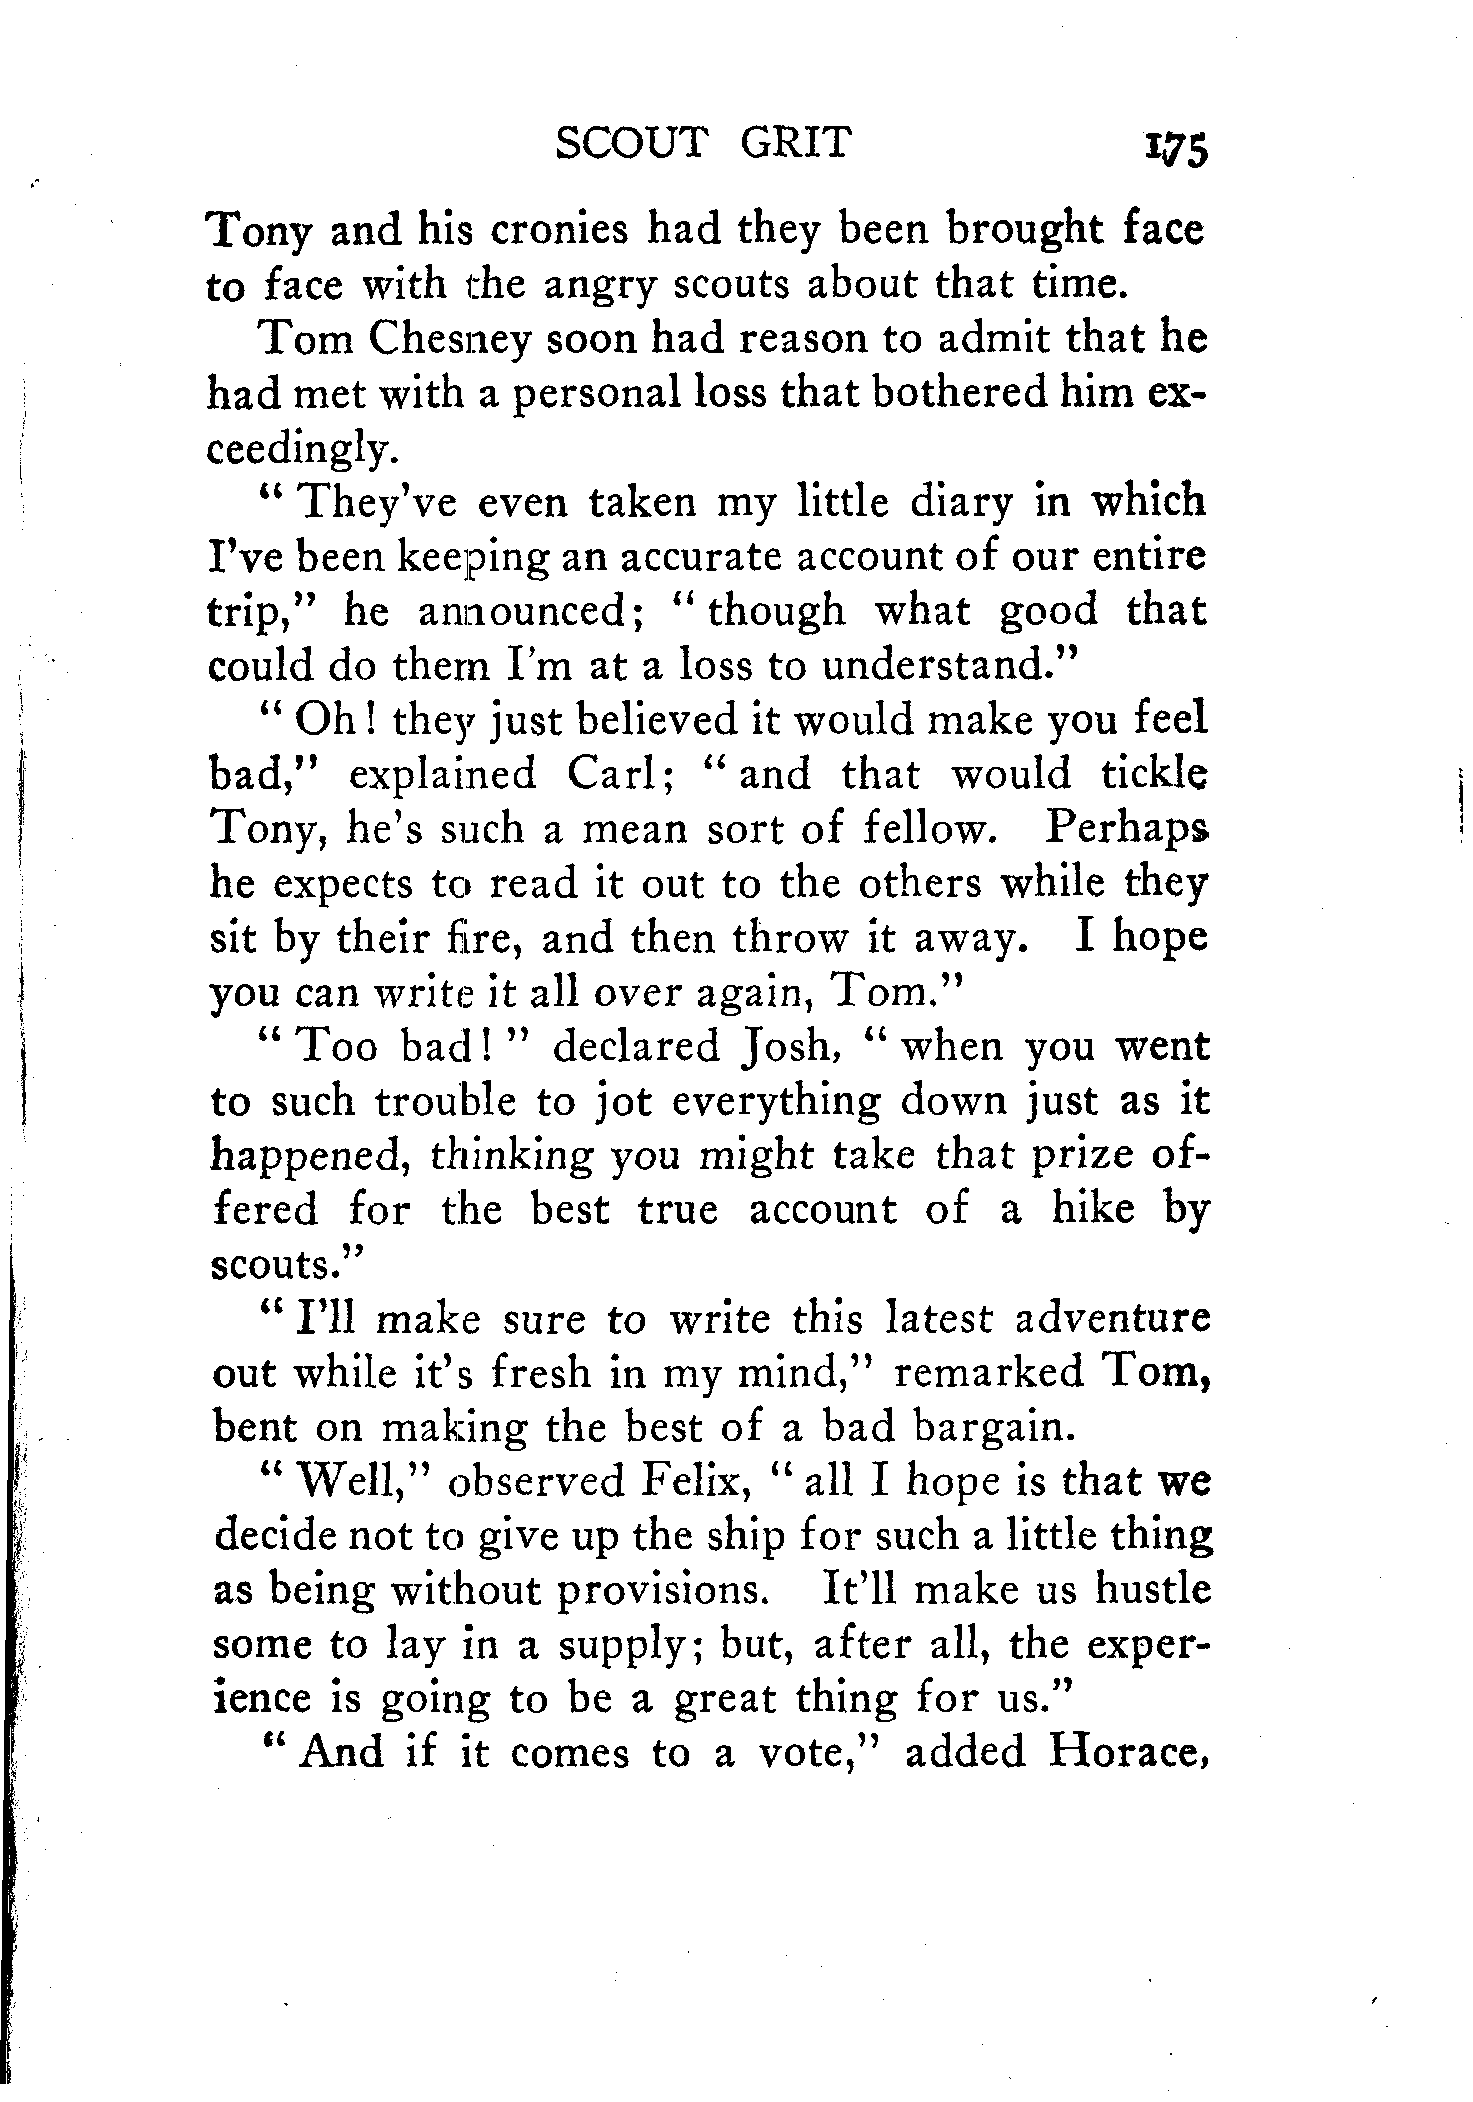 SCOUT GRIT 175
Tony and his cronies had they been brought face
to face with the angry scouts about that time.
Tom Chesney soon had reason to admit that he
had met with a personal loss that bothered him ex-
ceedingly.
" They've even taken my little diary in which
I've been keeping an accurate account of our entire
trip," he announced; " though what good that
could do them I'm at a loss to understand."
" Oh! they just believed it would make you feel
bad," explained Carl; " and that would tickle
Tony, he's such a mean sort of fellow. Perhaps
he expects to read it out to the others while they
sit by their fire, and then throw it away. I hope
you can write it all over again, Tom."
" Too bad! " declared Josh, " when you went
to such trouble to jot everything down just as it
happened, thinking you might take that prize of-
fered for the best true account of a hike by
scouts."
" I'll make sure to write this latest adventure
out while it's fresh in my mind," remarked Tom,
bent on making the best of a bad bargain.
" Well," observed Felix, " all I hope is that we
decide not to give up the ship for such a little thing
as being without provisions. It'll make us hustle
some to lay in a supply; but, after all, the exper-
ience is going to be a great thing for us."
" And if it comes to a vote," added Horace,